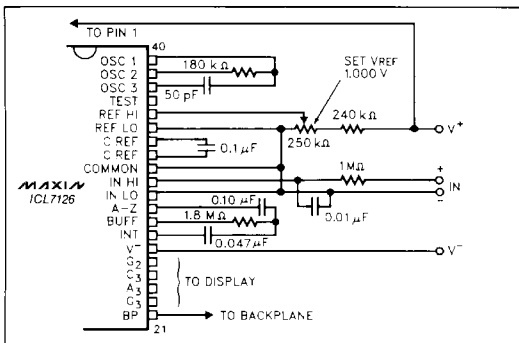 TO PIN 1
40
OSC 1
180 kΩ
OSC 2
OSC 3
50 pF
TEST
REF HI
REF LO
C REF
C REF
COMMON
IN HI
IN LO
A-Z
BUFF
INT
V⁻
G₂
C₃
A₃
G₃
BP
21
SET VREF
1.000 V
240 kΩ
250 kΩ
V⁺
0.1 μF
1MΩ
+
IN
-
0.01 μF
0.10 μF
1.8 MΩ
0.047 μF
V⁻
MAXIM
ICL7126
TO DISPLAY
TO BACKPLANE